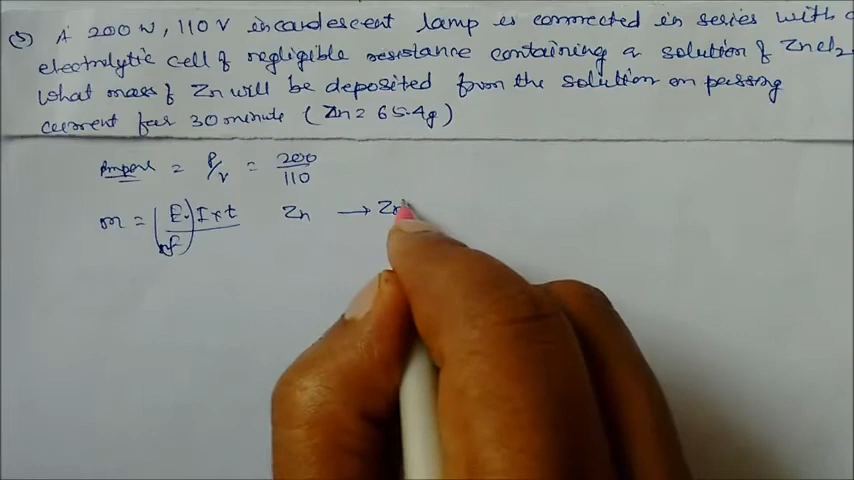 (5) A 200 W, 110 V incandescent lamp is connected in series with a
electrolytic cell of negligible resistance containing a solution of ZnCl2.
What mass of Zn will be deposited from the solution on passing
current for 30 minute (Zn = 65.4g)
Ampere = P/V = 200/110
m = (E/nf) I × t Zn → Zn